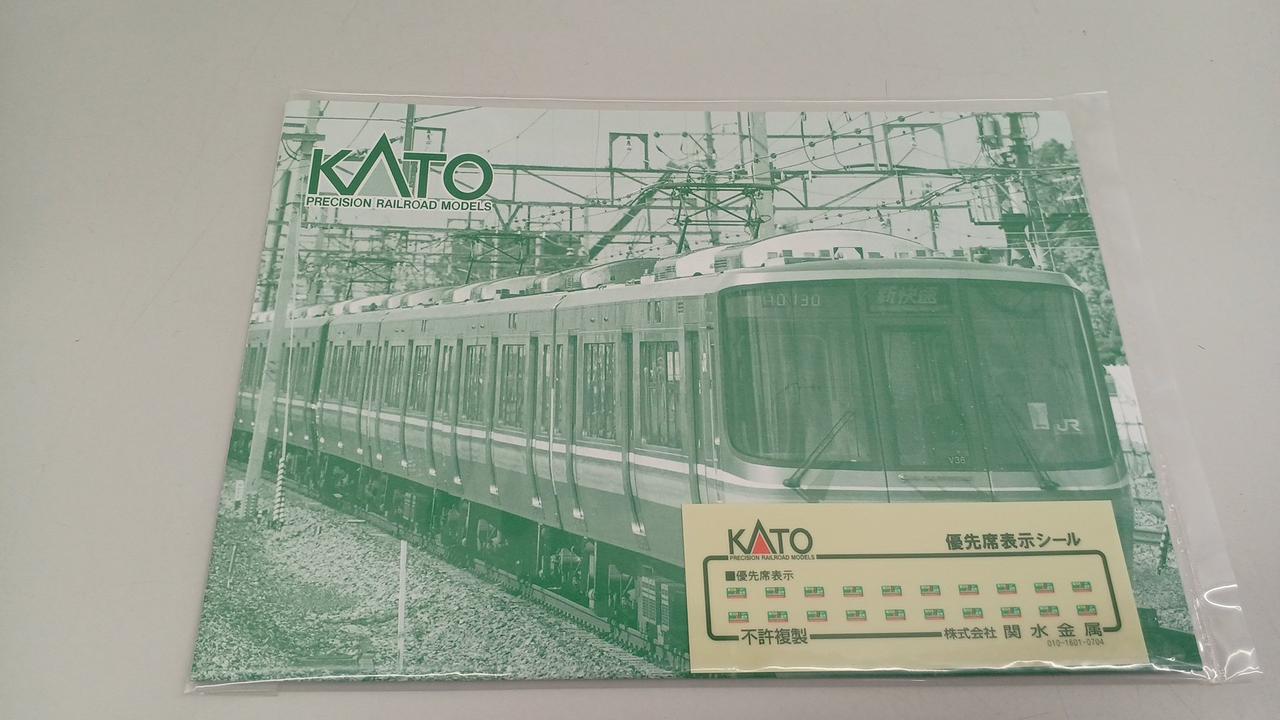 KATO
PRECISION RAILROAD MODELS
新快速
JR
V36
KATO
PRECISION RAILROAD MODELS
優先席表示シール
■優先席表示
不許複製
株式会社 関水金属
010-1601-0704